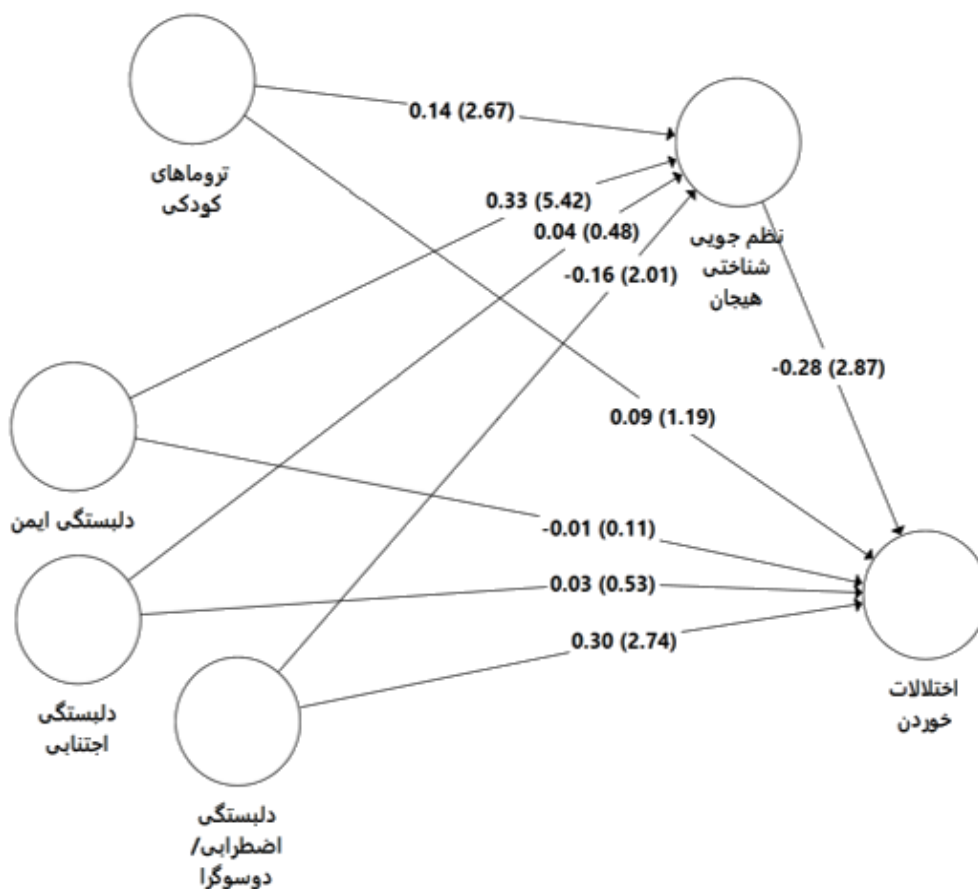 0.14 (2.67)
تروماهای
کودکی
0.33 (5.42)
0.04 (0.48)
نظم جویی
شناختی
هیجان
-0.16 (2.01)
-0.28 (2.87)
0.09 (1.19)
دلبستگی ایمن
-0.01 (0.11)
0.03 (0.53)
0.30 (2.74)
دلبستگی
اجتنابی
اختلالات
خوردن
دلبستگی
اضطرابی/
دوسوگرا